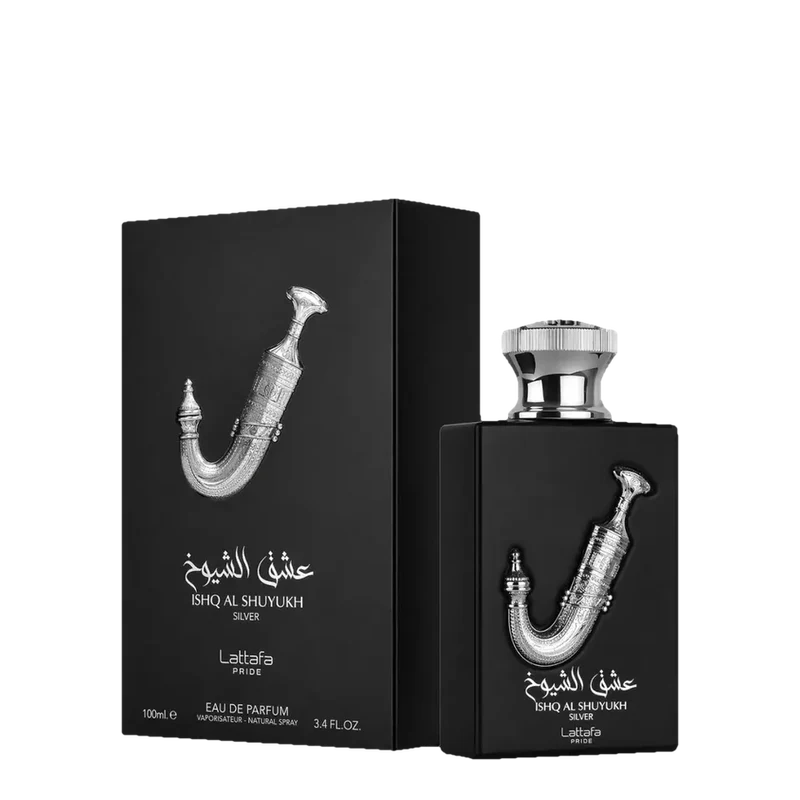 عشق الشيوخ
ISHQ AL SHUYUKH
SILVER
Lattafa
PRIDE
EAU DE PARFUM
100ml. e VAPORISATEUR - NATURAL SPRAY 3.4 FL.OZ.
عشق الشيوخ
ISHQ AL SHUYUKH
SILVER
Lattafa
PRIDE